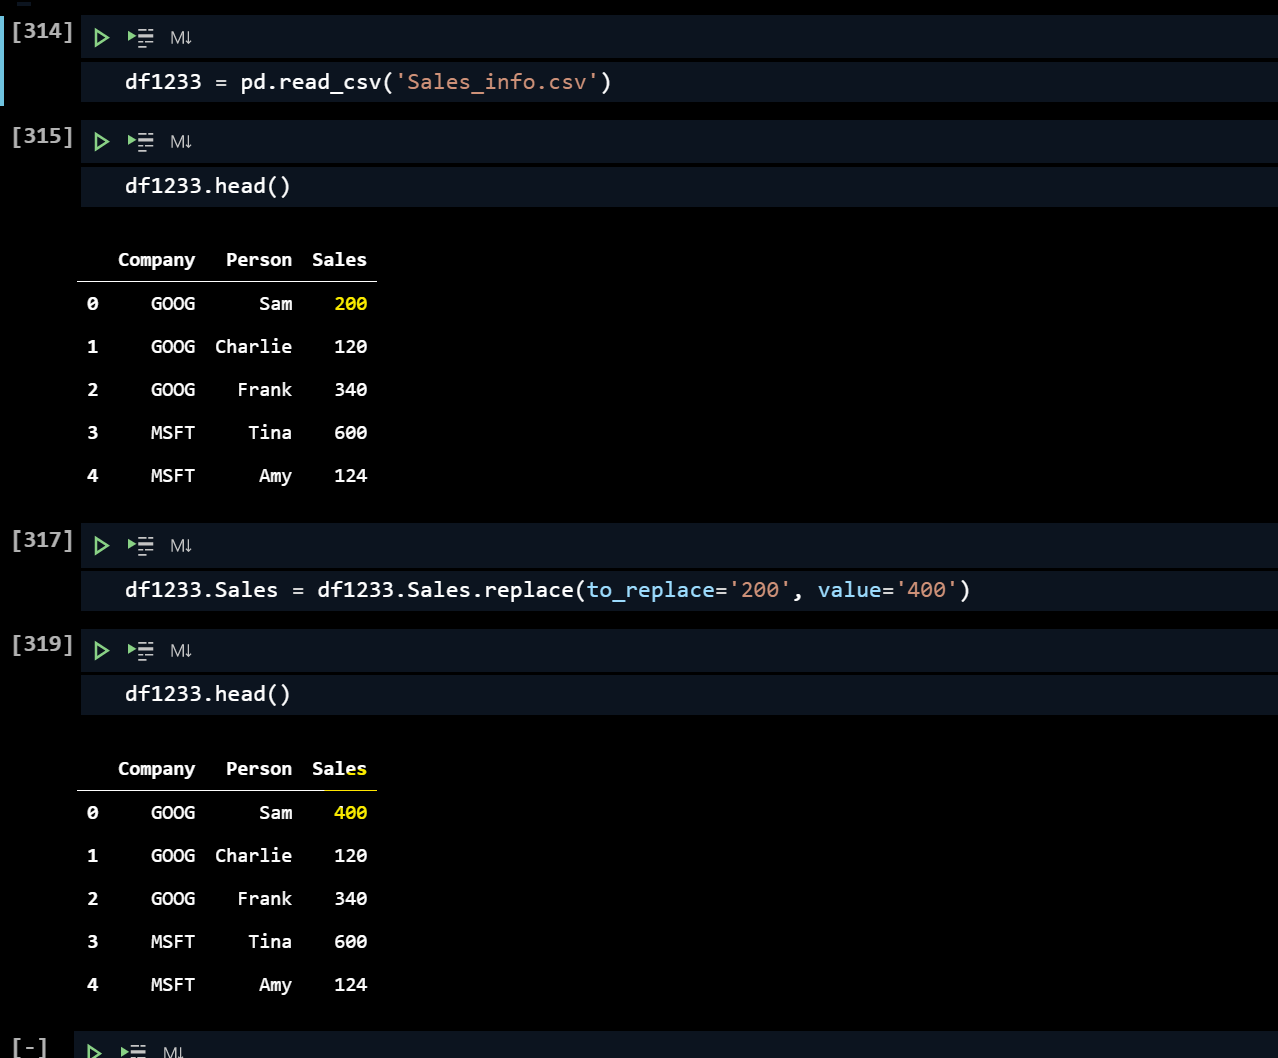 [314]
M↓
df1233 = pd.read_csv('Sales_info.csv')
[315]
M↓
df1233.head()
Company Person Sales
0 GOOG Sam 200
1 GOOG Charlie 120
2 GOOG Frank 340
3 MSFT Tina 600
4 MSFT Amy 124
[317]
M↓
df1233.Sales = df1233.Sales.replace(to_replace='200', value='400')
[319]
M↓
df1233.head()
Company Person Sales
0 GOOG Sam 400
1 GOOG Charlie 120
2 GOOG Frank 340
3 MSFT Tina 600
4 MSFT Amy 124
[-]
M↓